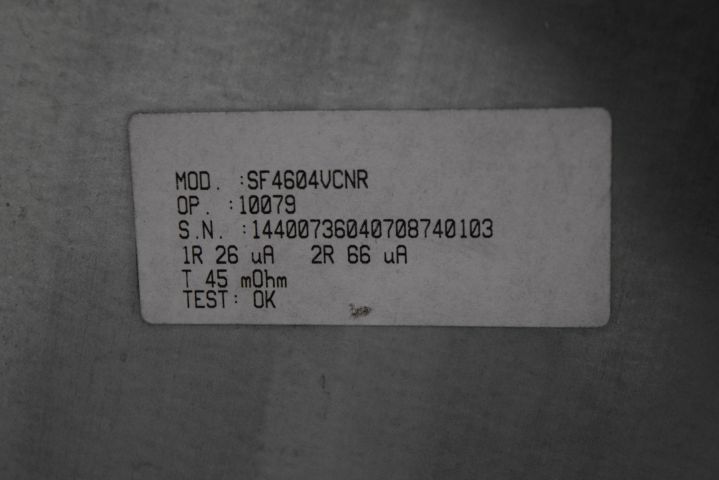 MOD. :SF4604VCNR
OP. :10079
S.N. :14400736040708740103
1R 26 uA 2R 66 uA
T 45 mOhm
TEST: OK